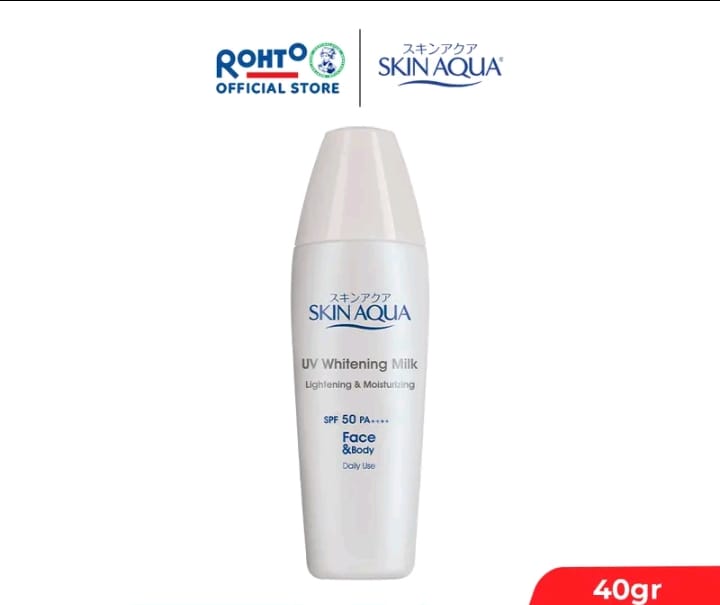 ROHTO
OFFICIAL STORE
スキンアクア
SKIN AQUA®
スキンアクア
SKIN AQUA
UV Whitening Milk
Lightening & Moisturizing
SPF 50 PA++++
Face
&Body
Daily Use
40gr